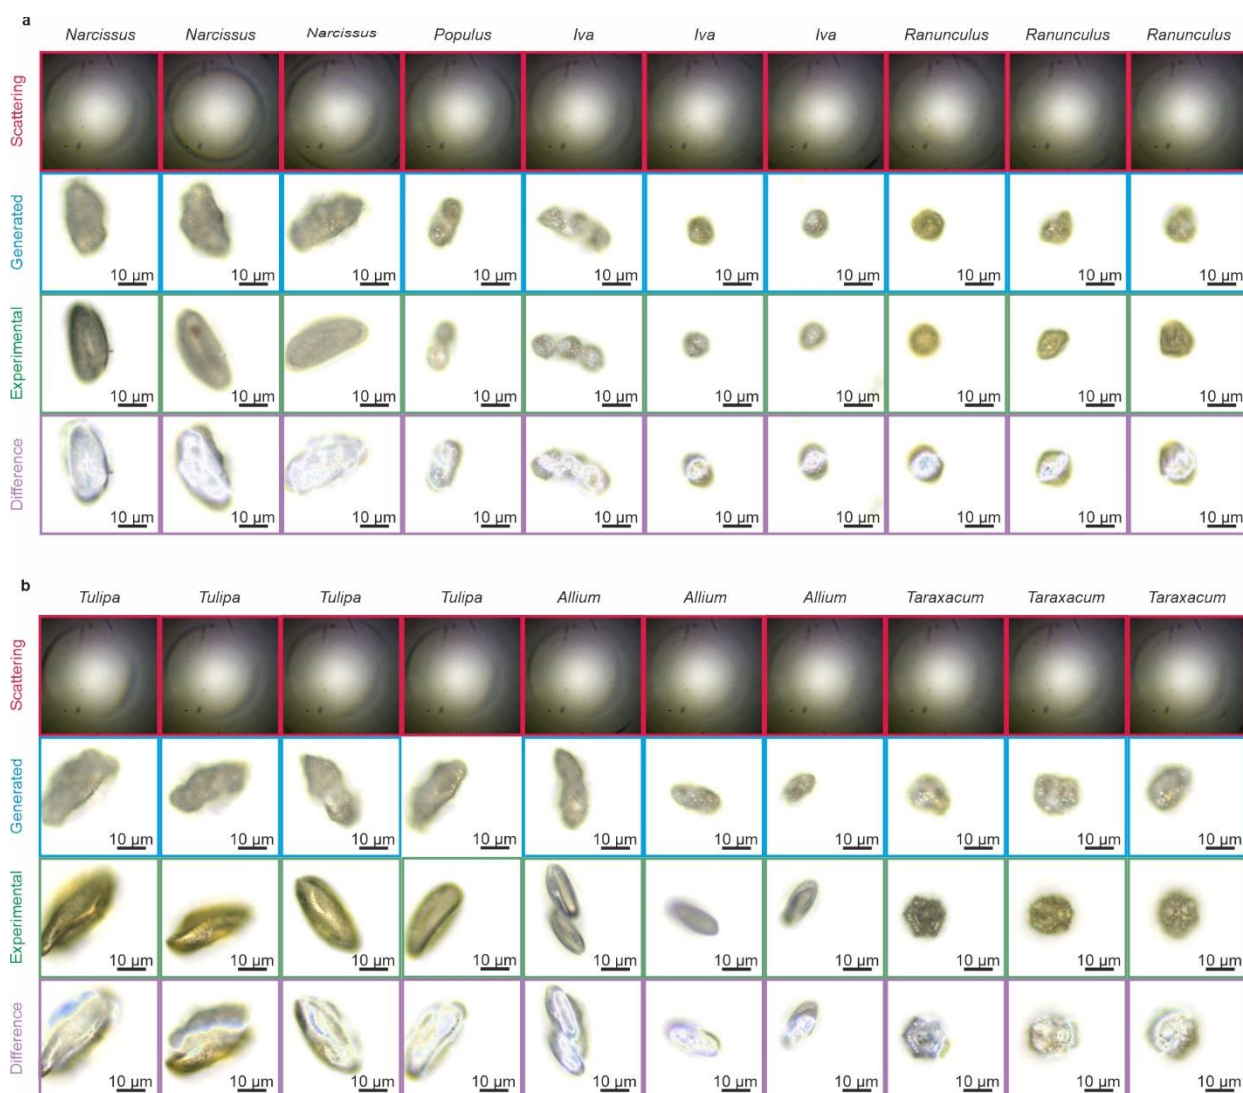 a
Narcissus Narcissus Narcissus Populus Iva Iva Iva Ranunculus Ranunculus Ranunculus
Scattering
Generated
10 µm 10 µm 10 µm 10 µm 10 µm 10 µm 10 µm 10 µm 10 µm 10 µm
Experimental
10 µm 10 µm 10 µm 10 µm 10 µm 10 µm 10 µm 10 µm 10 µm 10 µm
Difference
10 µm 10 µm 10 µm 10 µm 10 µm 10 µm 10 µm 10 µm 10 µm 10 µm
b
Tulipa Tulipa Tulipa Tulipa Allium Allium Allium Taraxacum Taraxacum Taraxacum
Scattering
Generated
10 µm 10 µm 10 µm 10 µm 10 µm 10 µm 10 µm 10 µm 10 µm 10 µm
Experimental
10 µm 10 µm 10 µm 10 µm 10 µm 10 µm 10 µm 10 µm 10 µm 10 µm
Difference
10 µm 10 µm 10 µm 10 µm 10 µm 10 µm 10 µm 10 µm 10 µm 10 µm